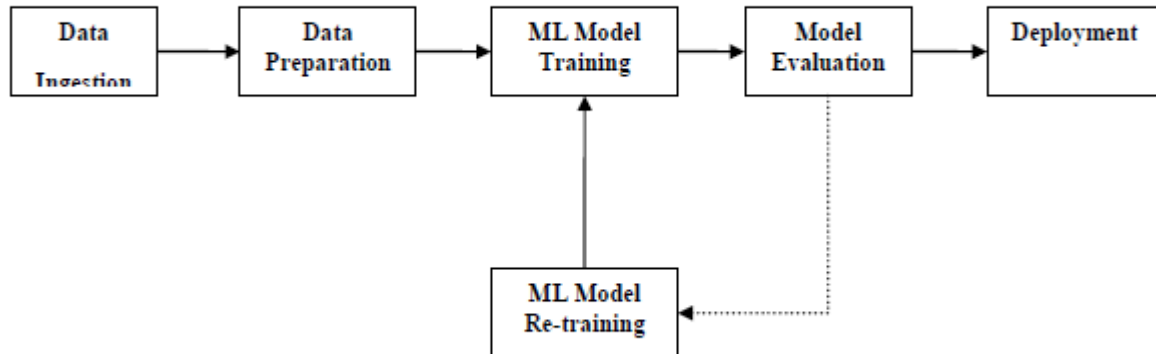 Data
Ingestion
Data
Preparation
ML Model
Training
Model
Evaluation
Deployment
ML Model
Re-training